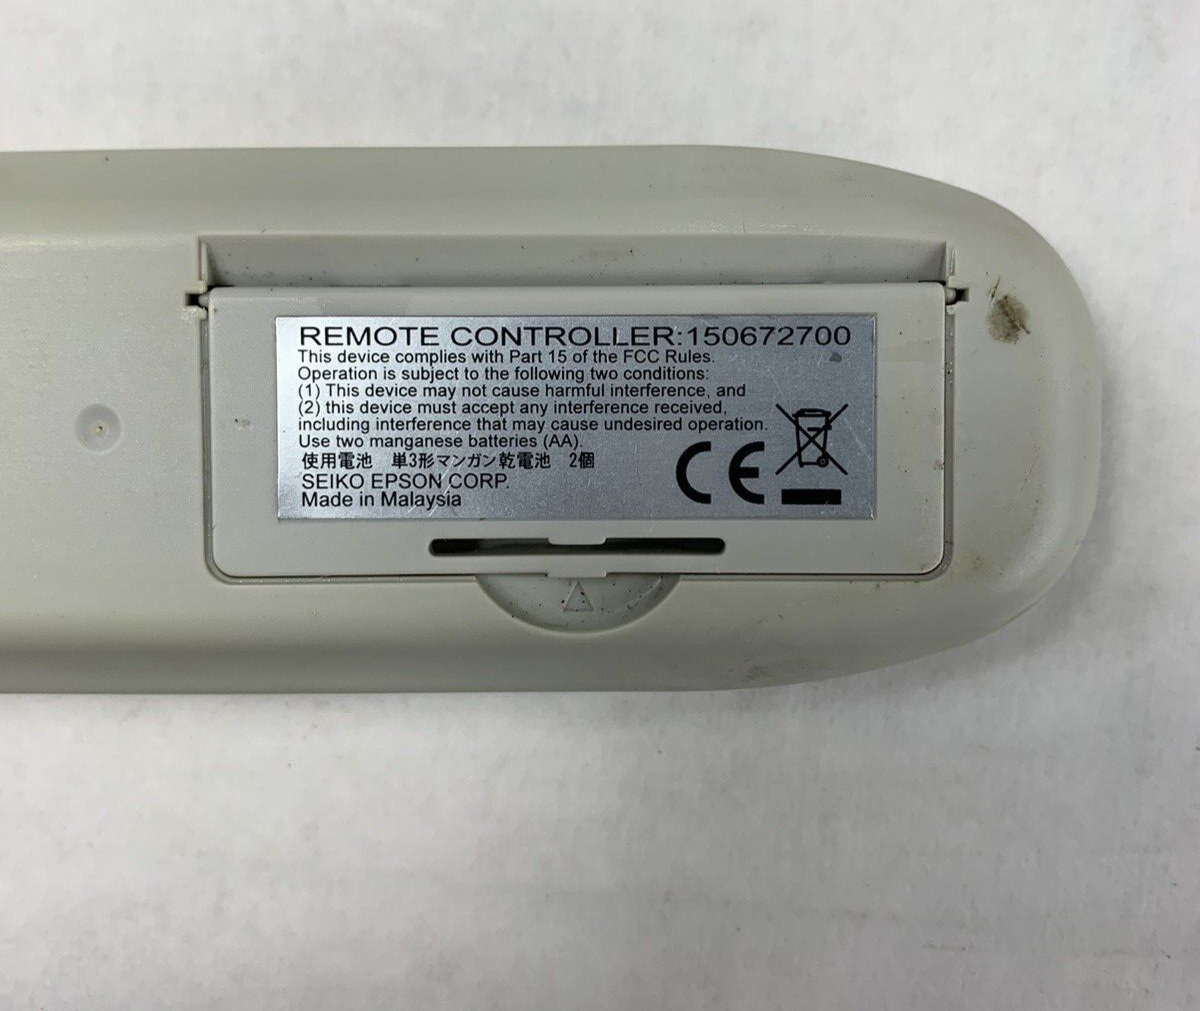 REMOTE CONTROLLER:150672700
This device complies with Part 15 of the FCC Rules.
Operation is subject to the following two conditions:
(1) This device may not cause harmful interference, and
(2) this device must accept any interference received,
including interference that may cause undesired operation.
Use two manganese batteries (AA).
使用電池 単3形マンガン乾電池 2個
SEIKO EPSON CORP.
Made in Malaysia
CE